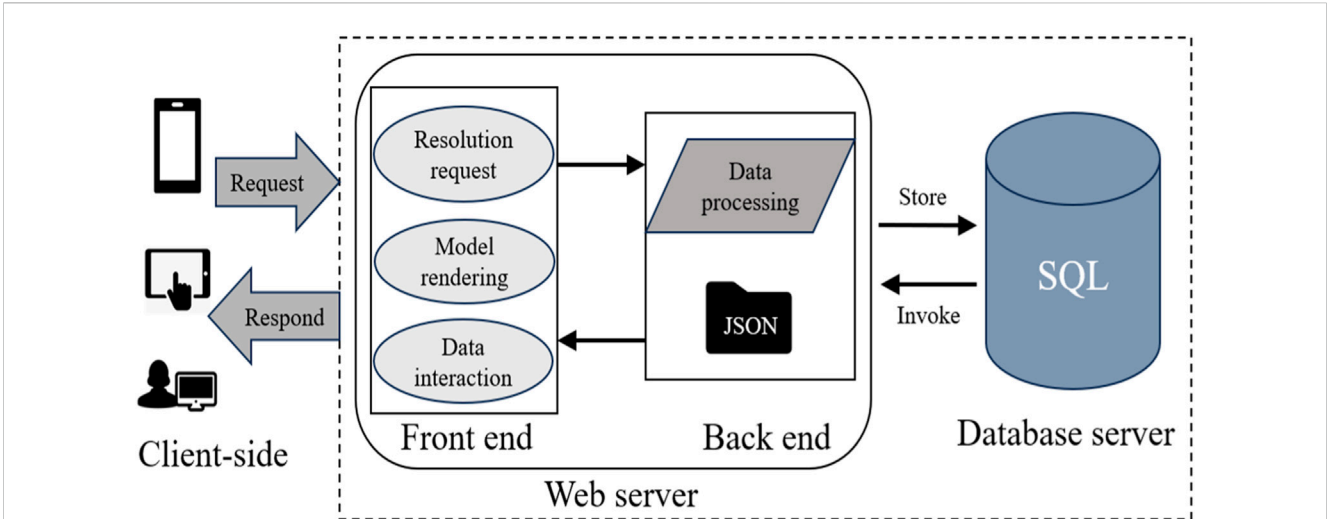 Request
Respond
Client-side
Resolution
request
Model
rendering
Data
interaction
Front end
Data
processing
JSON
Back end
Web server
Store
Invoke
SQL
Database server